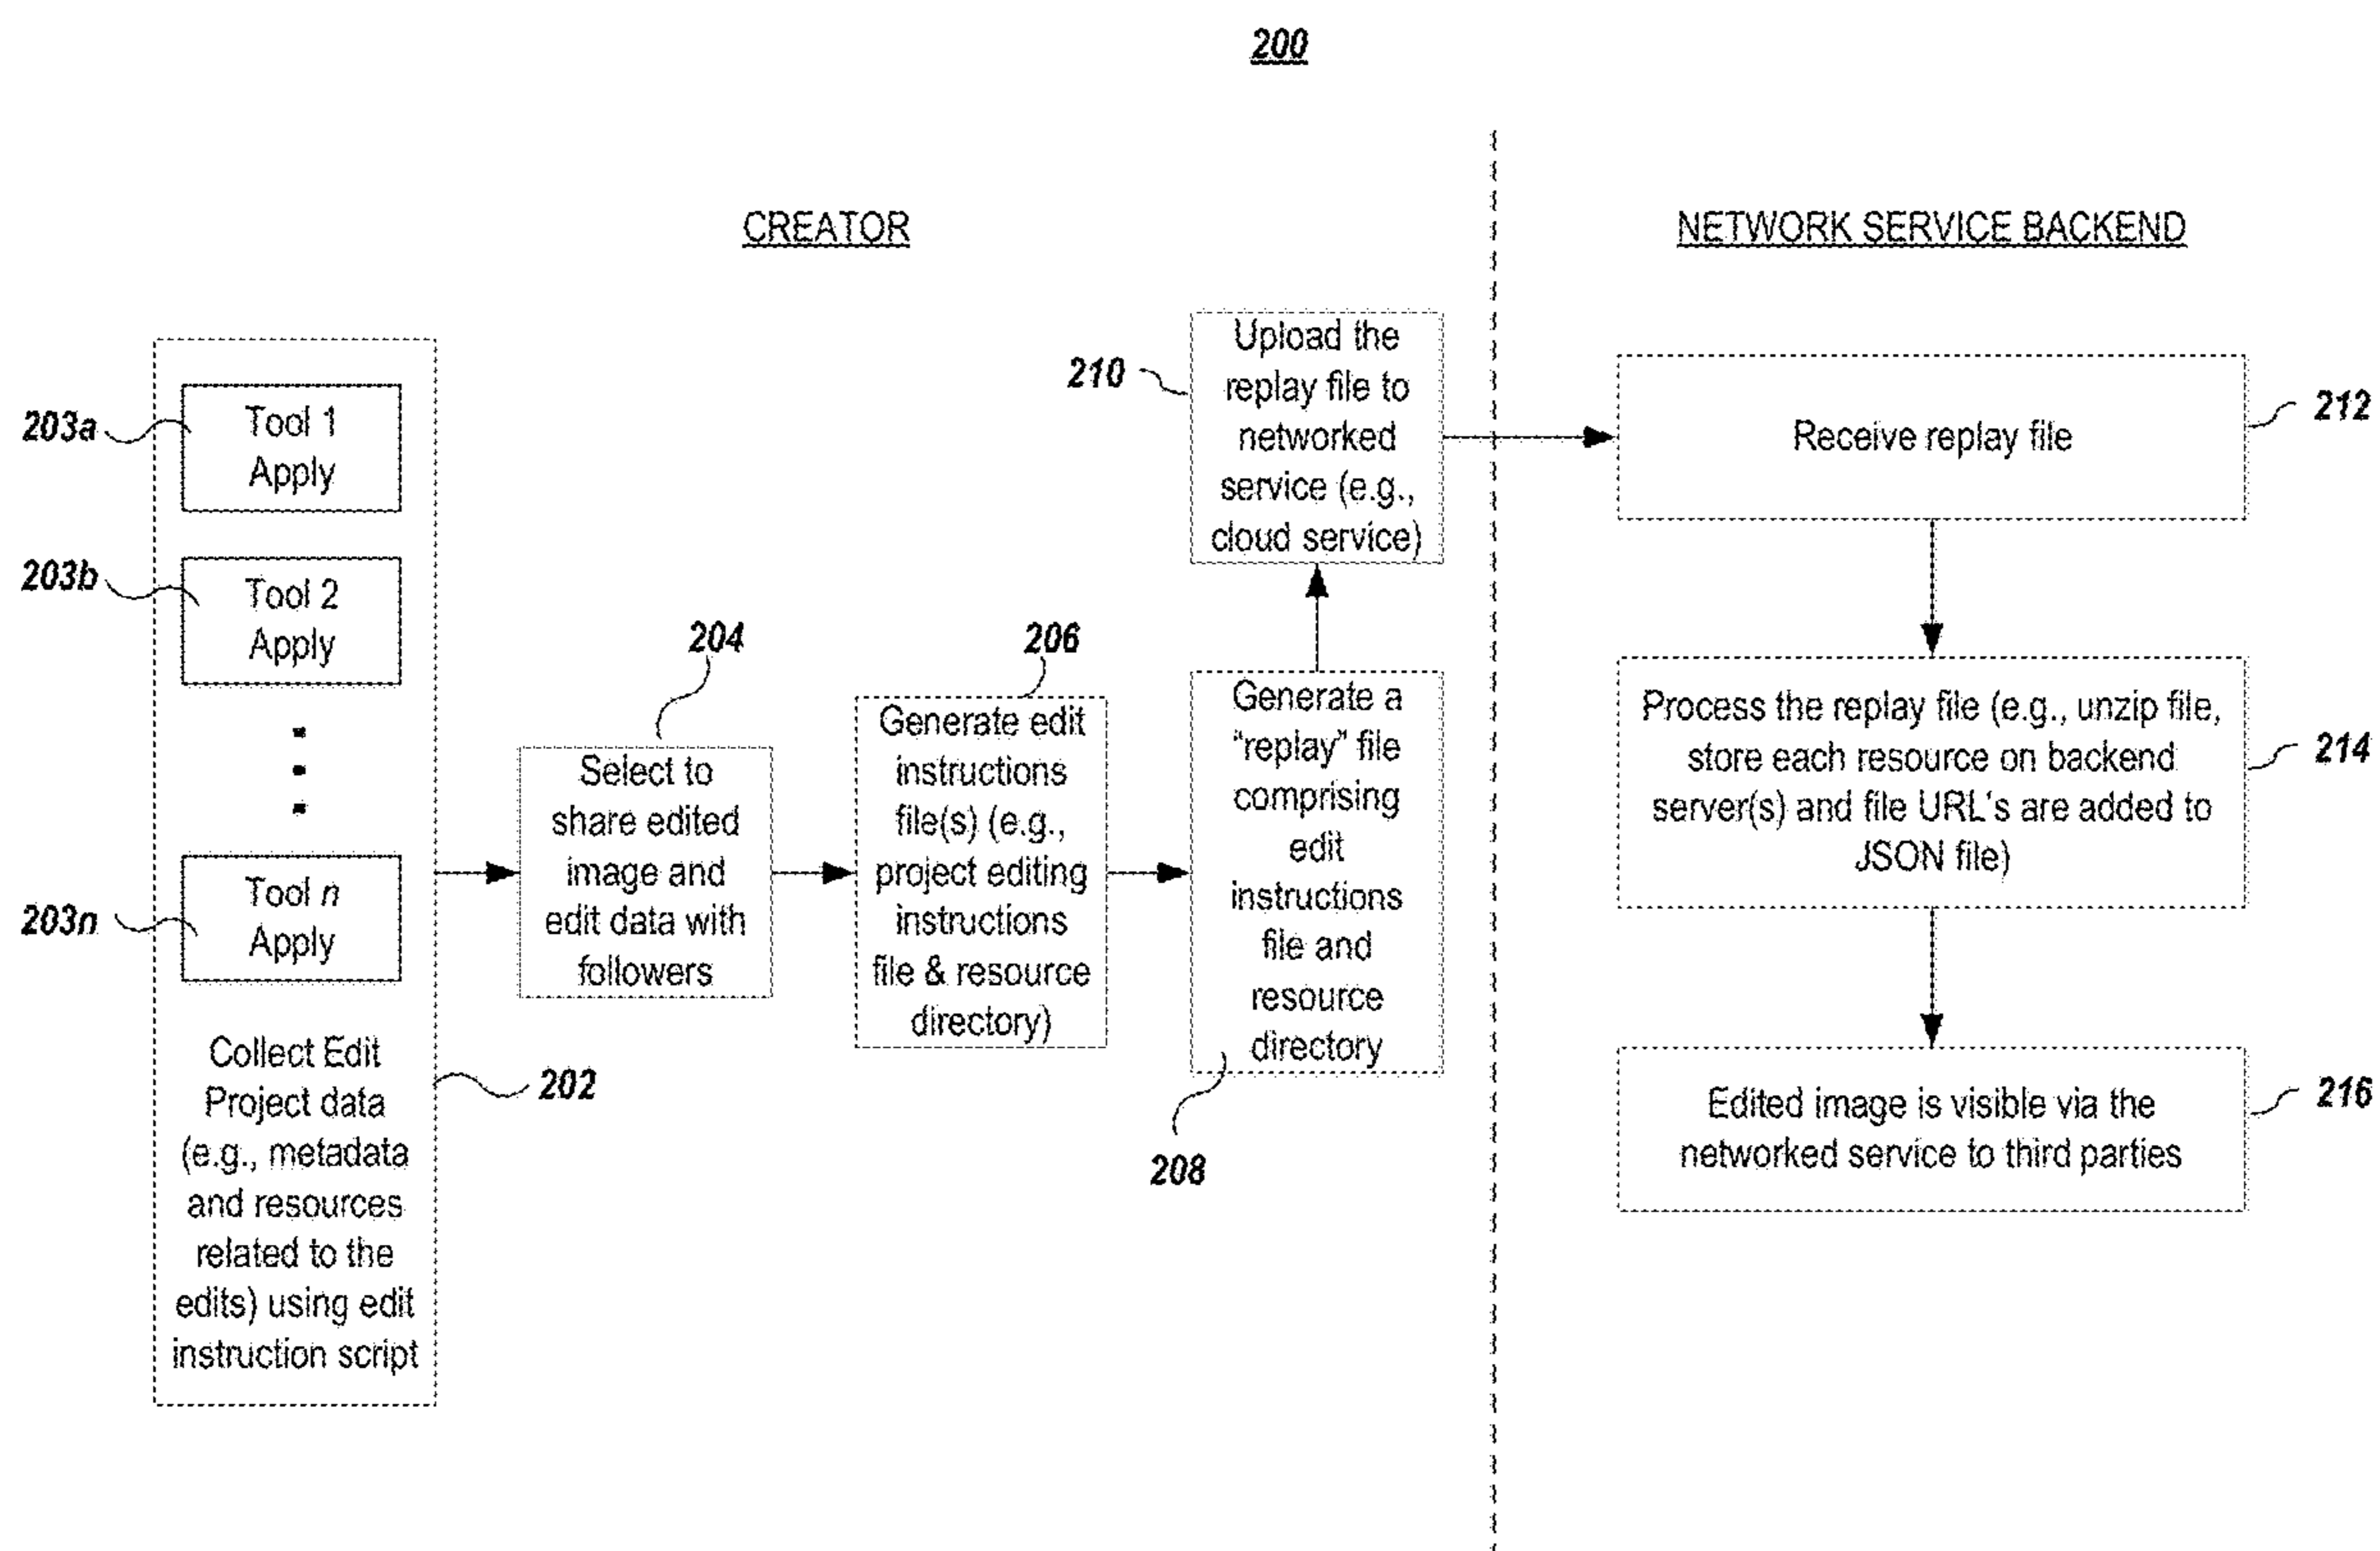 200
CREATOR
NETWORK SERVICE BACKEND
203a
Tool 1
Apply
203b
Tool 2
Apply
203n
Tool n
Apply
Collect Edit
Project data
(e.g., metadata
and resources
related to the
edits) using edit
instruction script
202
204
Select to
share edited
image and
edit data with
followers
206
Generate edit
instructions
file(s) (e.g.,
project editing
instructions
file & resource
directory)
Generate a
“replay” file
comprising
edit
instructions
file and
resource
directory
208
210
Upload the
replay file to
networked
service (e.g.,
cloud service)
Receive replay file
212
Process the replay file (e.g., unzip file,
store each resource on backend
server(s) and file URL's are added to
JSON file)
214
Edited image is visible via the
networked service to third parties
216